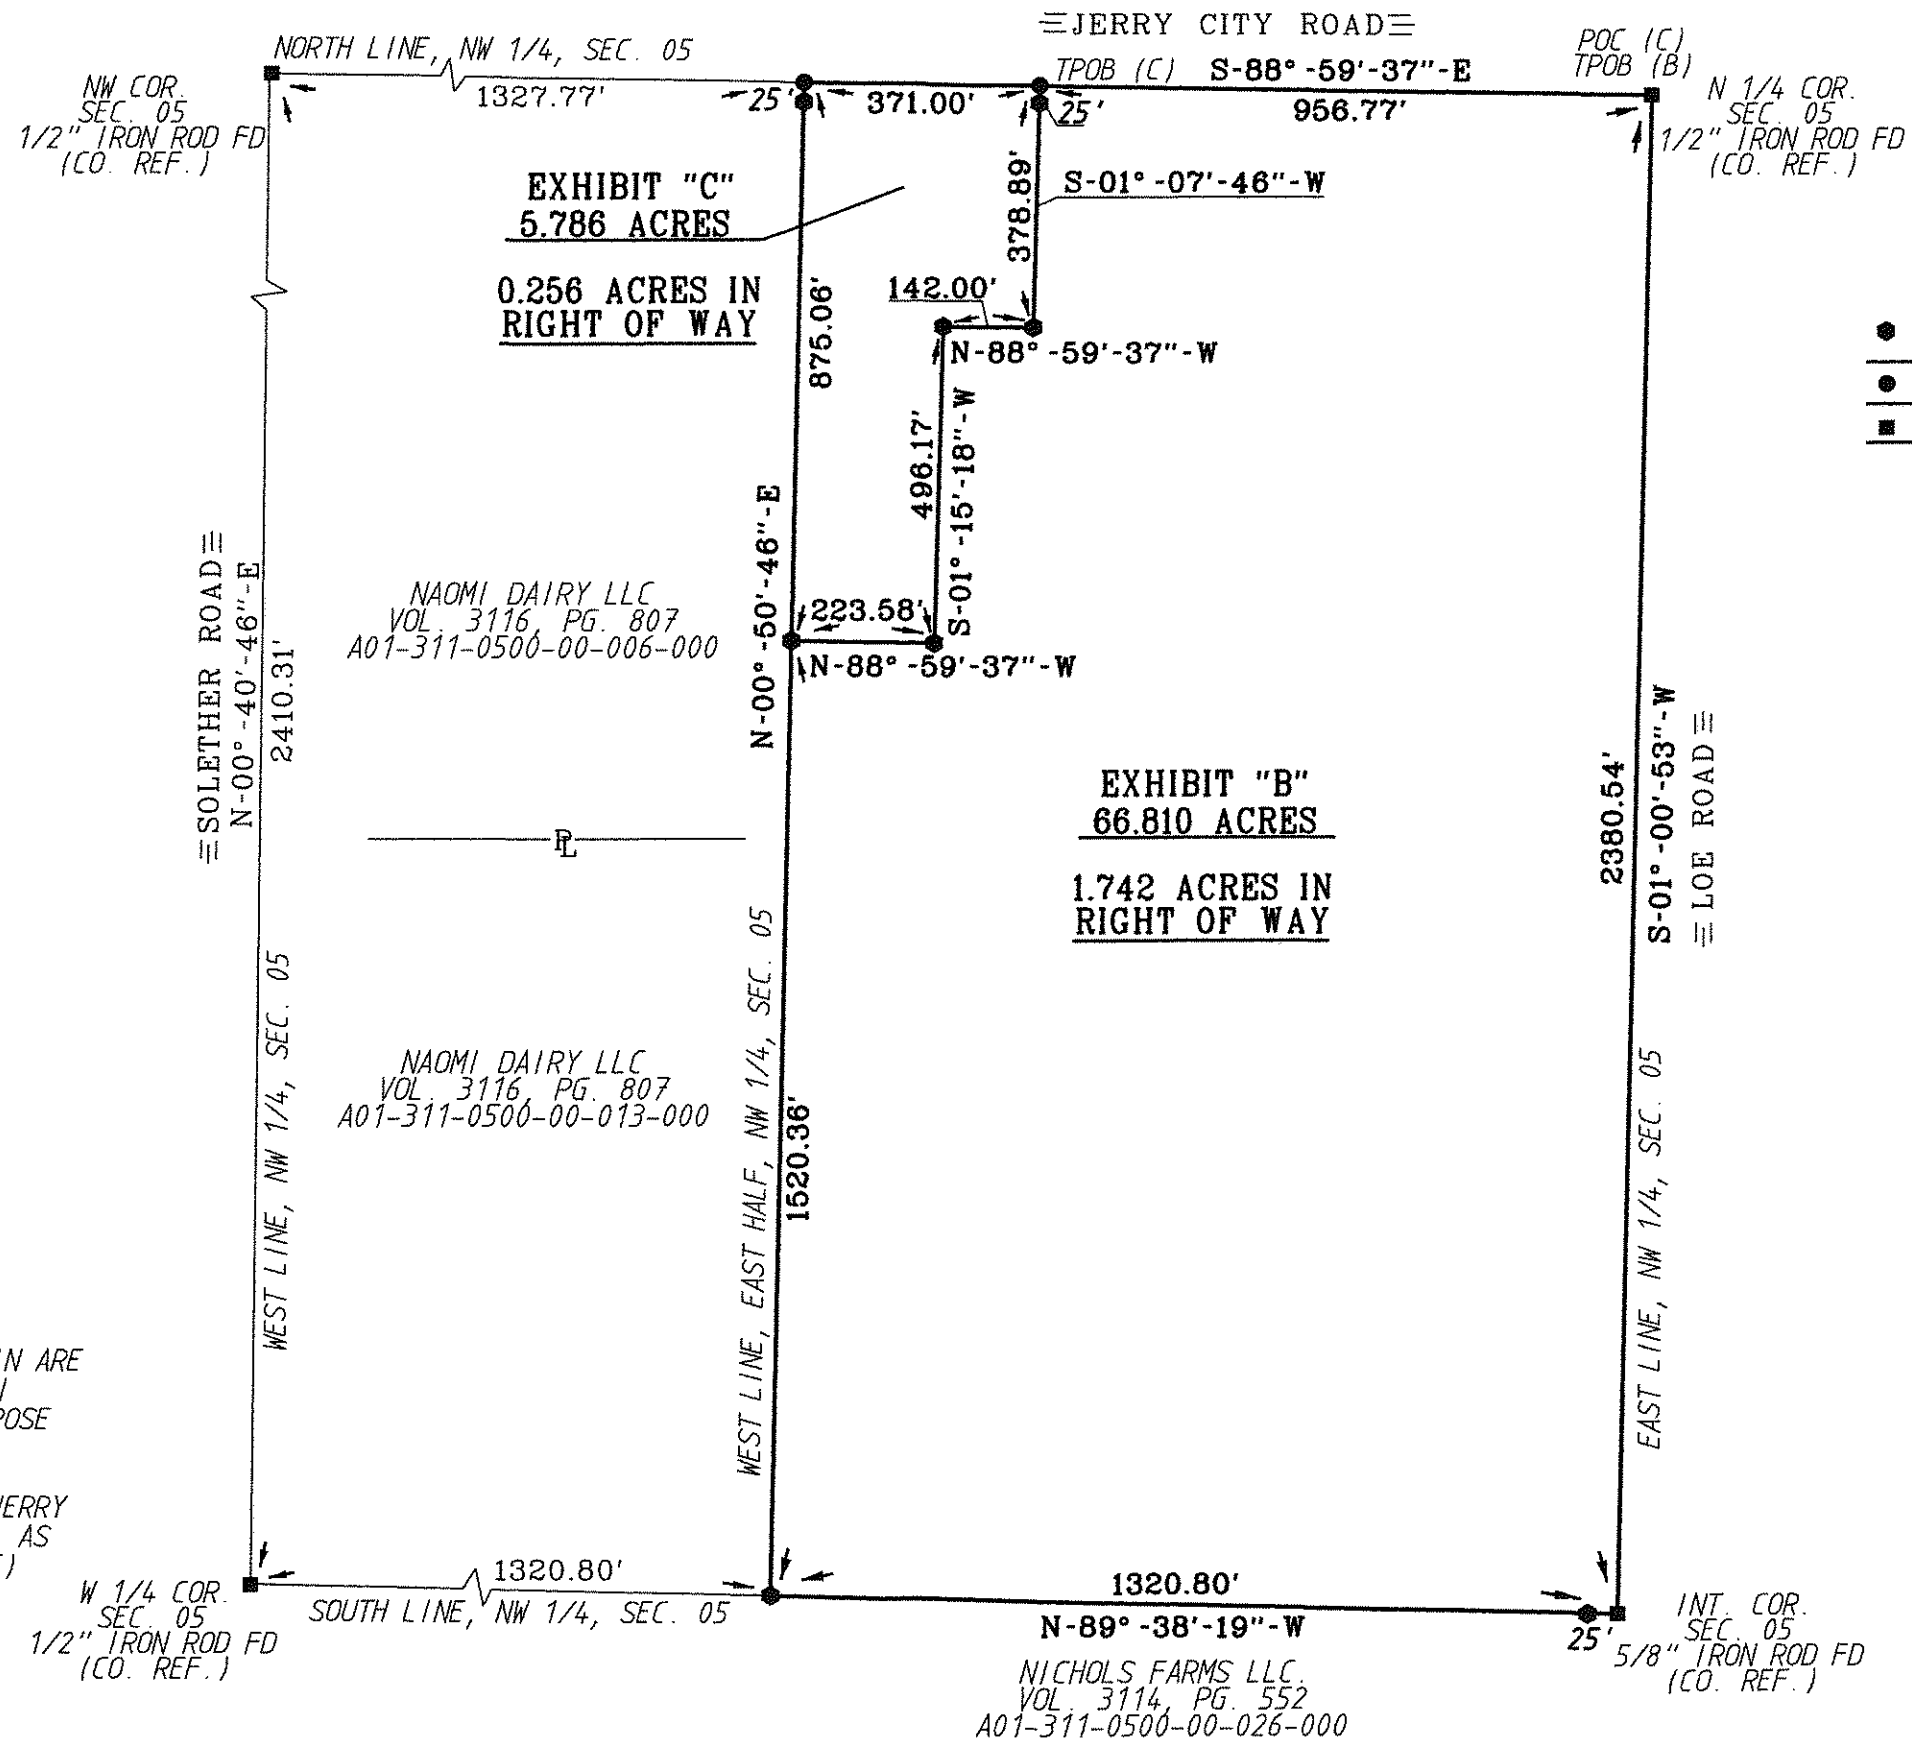 ≡JERRY CITY ROAD≡
NORTH LINE, NW 1/4, SEC. 05
1327.77'
NW COR.
SEC. 05
1/2" IRON ROD FD
(CO. REF.)
25'
371.00'
TPOB (C)
S-88°-59'-37"-E
25'
956.77'
POC (C)
TPOB (B)
N 1/4 COR.
SEC. 05
1/2" IRON ROD FD
(CO. REF.)
EXHIBIT "C"
5.786 ACRES
0.256 ACRES IN
RIGHT OF WAY
378.89'
S-01°-07'-46"-W
142.00'
N-88°-59'-37"-W
875.06'
496.17'
S-01°-15'-18"-W
N-00°-50'-46"-E
223.58'
N-88°-59'-37"-W
≡SOLETHER ROAD≡
N-00°-40'-46"-E
2410.31'
NAOMI DAIRY LLC
VOL. 3116, PG. 807
A01-311-0500-00-006-000
PL
EXHIBIT "B"
66.810 ACRES
1.742 ACRES IN
RIGHT OF WAY
2380.54'
S-01°-00'-53"-W
≡LOE ROAD≡
WEST LINE, NW 1/4, SEC. 05
NAOMI DAIRY LLC
VOL. 3116, PG. 807
A01-311-0500-00-013-000
WEST LINE, EAST HALF, NW 1/4, SEC. 05
1520.36'
EAST LINE, NW 1/4, SEC. 05
N ARE
POSE
JERRY
AS
W 1/4 COR.
SEC. 05
1/2" IRON ROD FD
(CO. REF.)
1320.80'
SOUTH LINE, NW 1/4, SEC. 05
1320.80'
N-89°-38'-19"-W
25'
INT. COR.
SEC. 05
5/8" IRON ROD FD
(CO. REF.)
NICHOLS FARMS LLC.
VOL. 3114, PG. 552
A01-311-0500-00-026-000